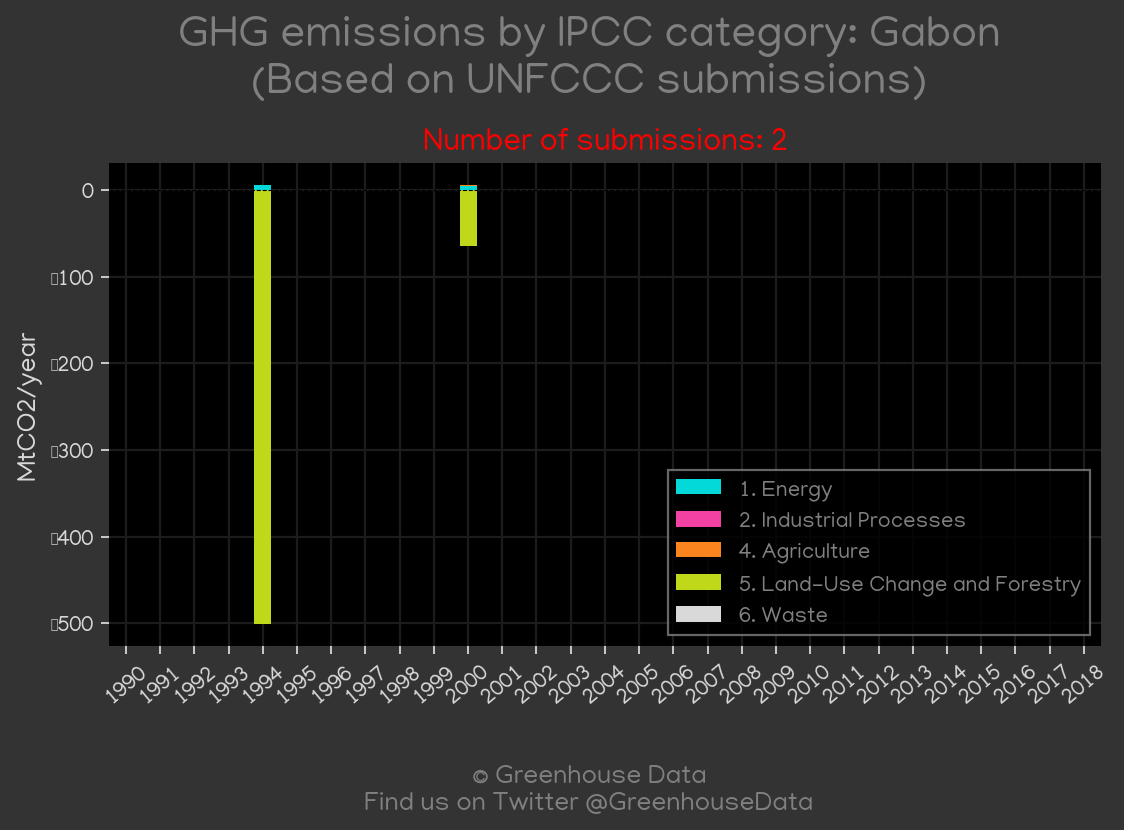 GHG emissions by IPCC category: Gabon
(Based on UNFCCC submissions)
Number of submissions: 2
MtCO2/year
0
▯100
▯200
▯300
▯400
▯500
1. Energy
2. Industrial Processes
4. Agriculture
5. Land-Use Change and Forestry
6. Waste
1990 1991 1992 1993 1994 1995 1996 1997 1998 1999 2000 2001 2002 2003 2004 2005 2006 2007 2008 2009 2010 2011 2012 2013 2014 2015 2016 2017 2018
© Greenhouse Data
Find us on Twitter @GreenhouseData